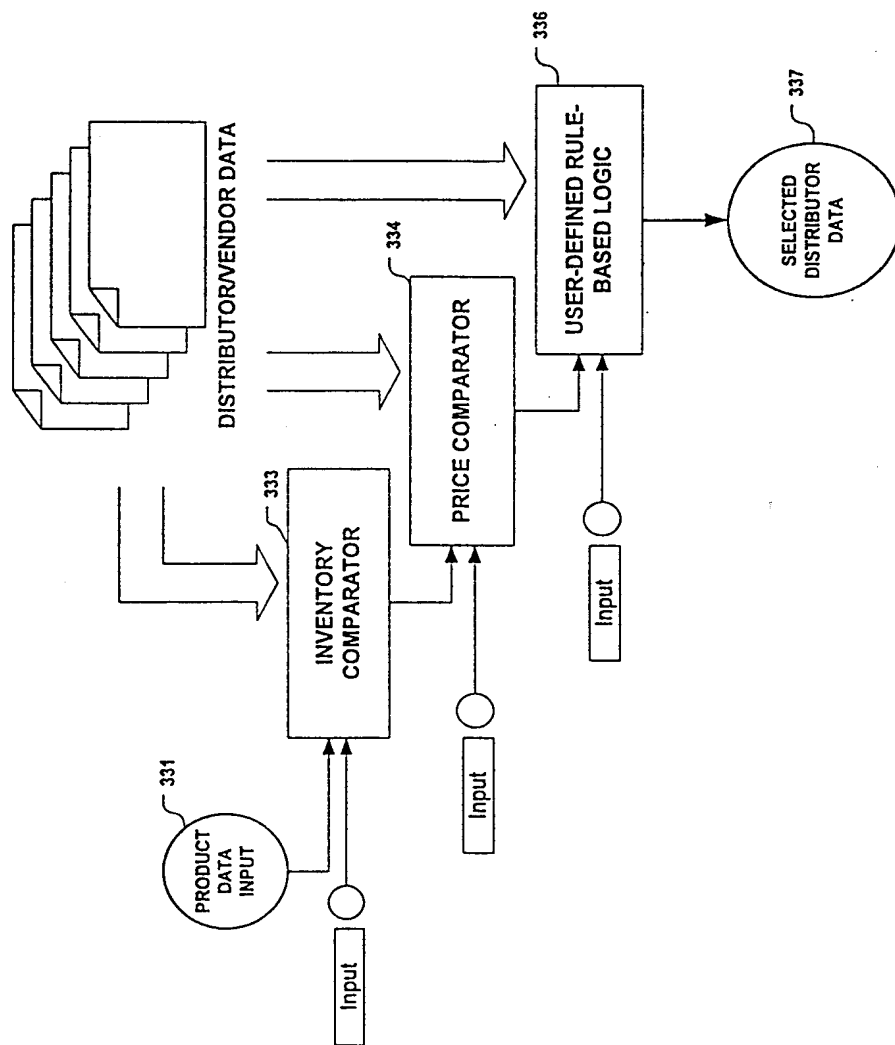 DISTRIBUTOR/VENDOR DATA
331
PRODUCT
DATA
INPUT
Input
333
INVENTORY
COMPARATOR
Input
334
PRICE COMPARATOR
Input
336
USER-DEFINED RULE-
BASED LOGIC
337
SELECTED
DISTRIBUTOR
DATA